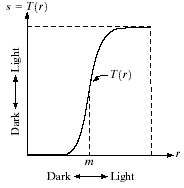 s = T(r)
Dark ◄─► Light
T(r)
r
m
Dark ◄─► Light